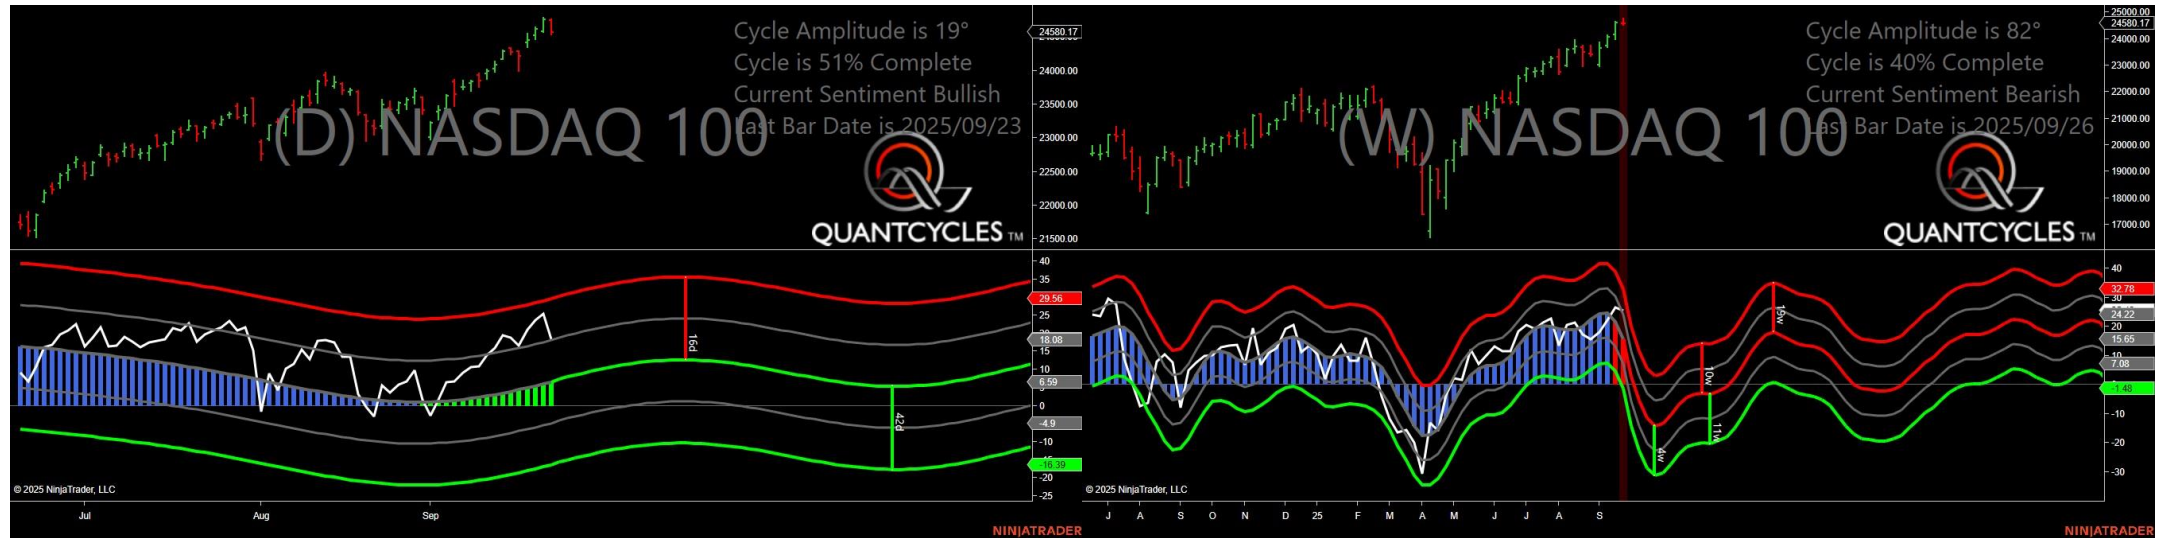 Cycle Amplitude is 19°
Cycle is 51% Complete
Current Sentiment Bullish
Last Bar Date is 2025/09/23
(D) NASDAQ 100
QUANTCYCLES TM
24580.17
24000.00
23500.00
23000.00
22500.00
22000.00
21500.00
40
35
29.56
25
18.08
15
10
6.59
0
-4.9
-10
-16.39
-20
-25
16d
42d
© 2025 NinjaTrader, LLC
Jul Aug Sep
NINJATRADER
Cycle Amplitude is 82°
Cycle is 40% Complete
Current Sentiment Bearish
Last Bar Date is 2025/09/26
(W) NASDAQ 100
QUANTCYCLES TM
25000.00
24580.17
24000.00
23000.00
22000.00
21000.00
20000.00
19000.00
18000.00
17000.00
40
32.78
30
24.22
20
15.65
10
7.08
-1.48
-10
-20
-30
19w
10w
11w
4w
© 2025 NinjaTrader, LLC
J A S O N D 25 F M A M J J A S
NINJATRADER